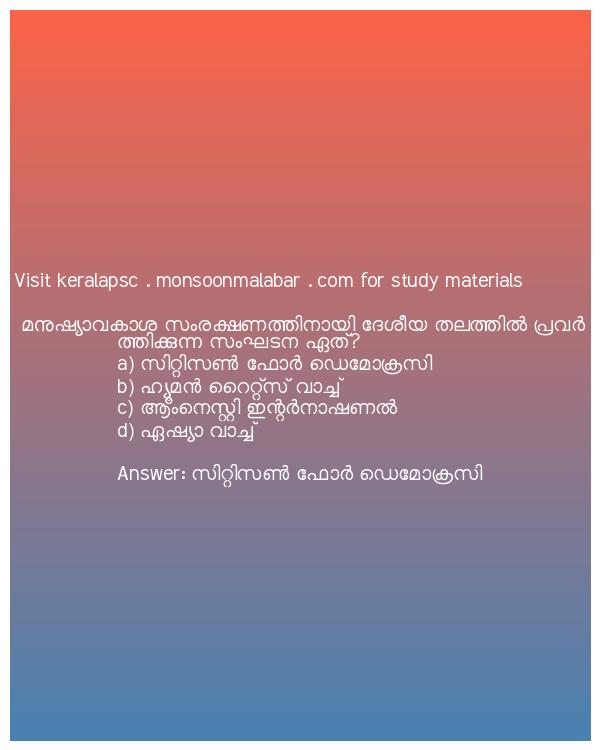 Visit keralapsc . monsoonmalabar . com for study materials
മനുഷ്യാവകാശ സംരക്ഷണത്തിനായി ദേശീയ തലത്തിൽ പ്രവർ
ത്തിക്കുന്ന സംഘടന ഏത്?
a) സിറ്റിസൺ ഫോർ ഡെമോക്രസി
b) ഹ്യൂമൻ റൈറ്റ്സ് വാച്ച്
c) ആംനെസ്റ്റി ഇന്റർനാഷണൽ
d) ഏഷ്യാ വാച്ച്
Answer: സിറ്റിസൺ ഫോർ ഡെമോക്രസി